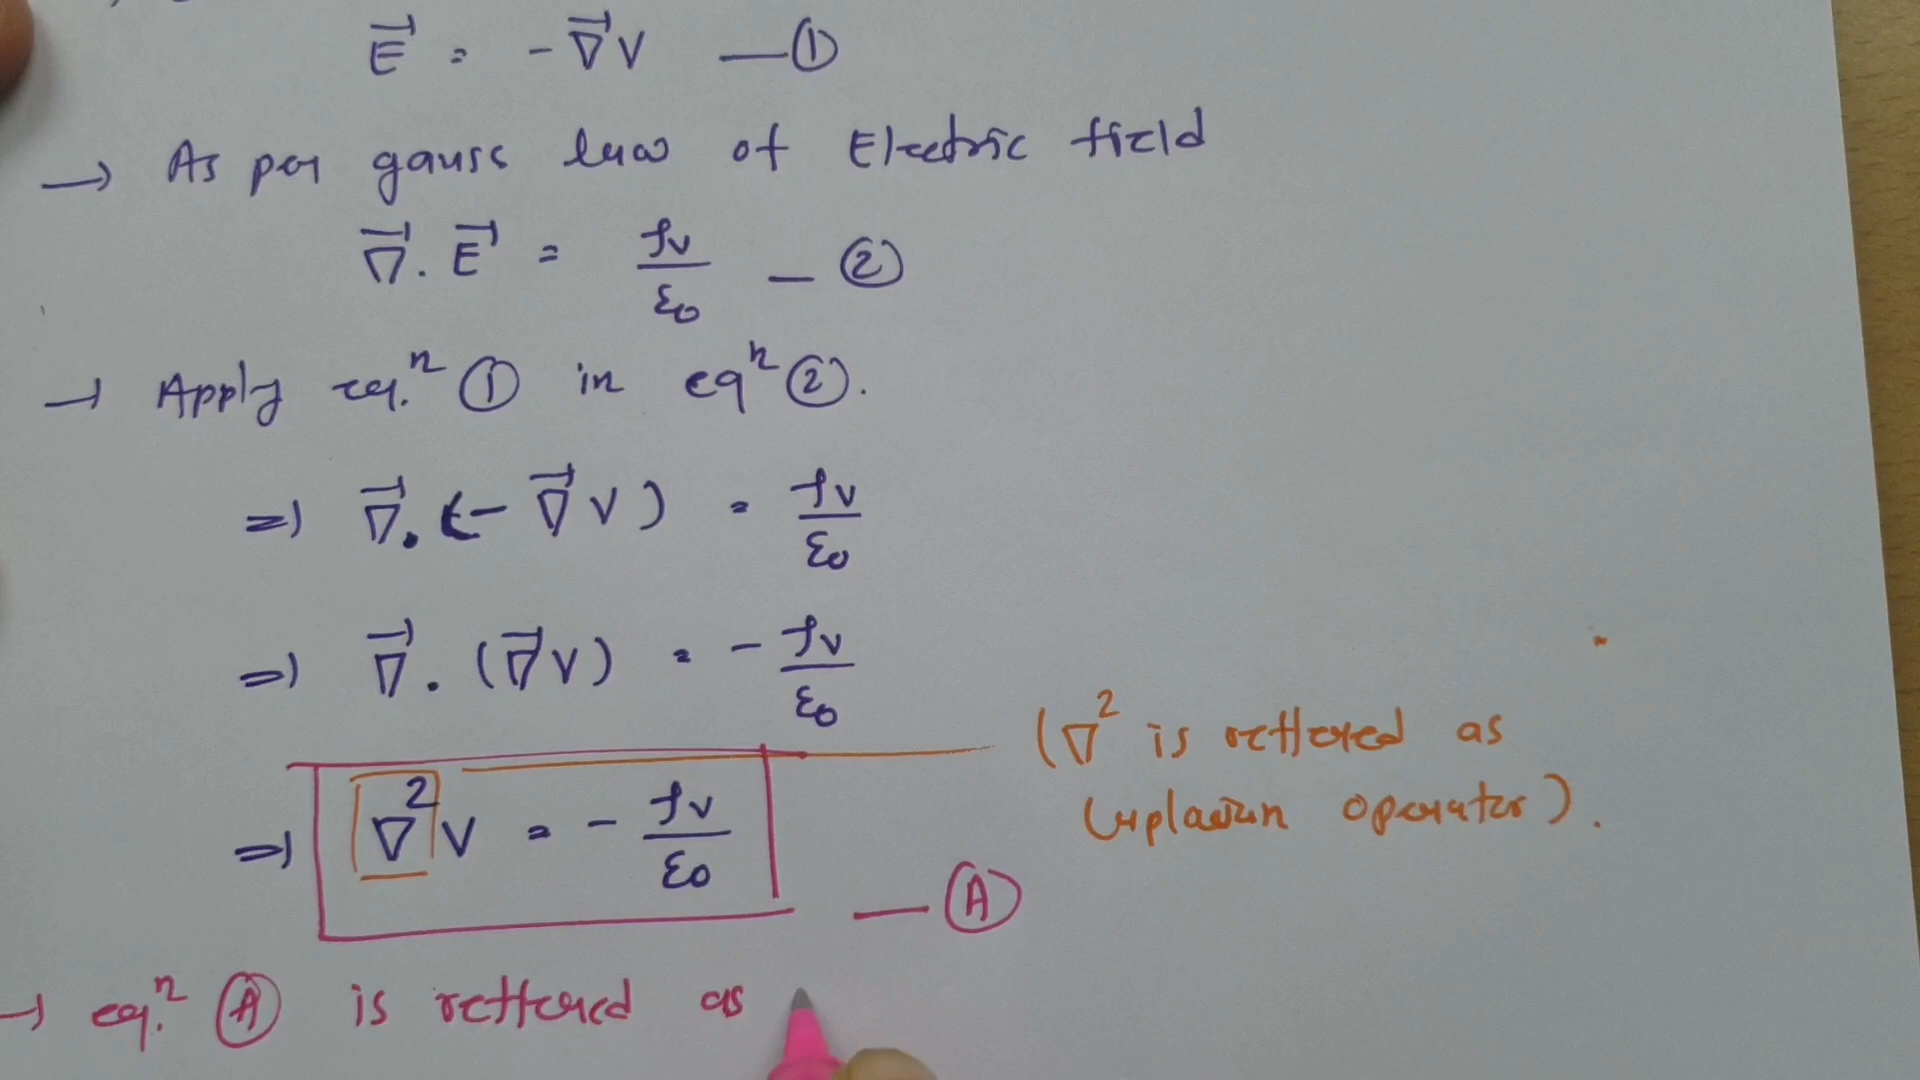 E⃗ = - ∇⃗V — ①
→ As per gauss law of Electric field
∇⃗. E⃗ = ρv/ε0 — ②
→ Apply eq.ⁿ ① in eqⁿ ②.
⇒ ∇⃗. (- ∇⃗V) = ρv/ε0
⇒ ∇⃗. (∇⃗V) = - ρv/ε0
⇒ ∇²V = - ρv/ε0 — Ⓐ
(∇² is reffered as
Laplacian operator).
→ eq.ⁿ Ⓐ is reffered as